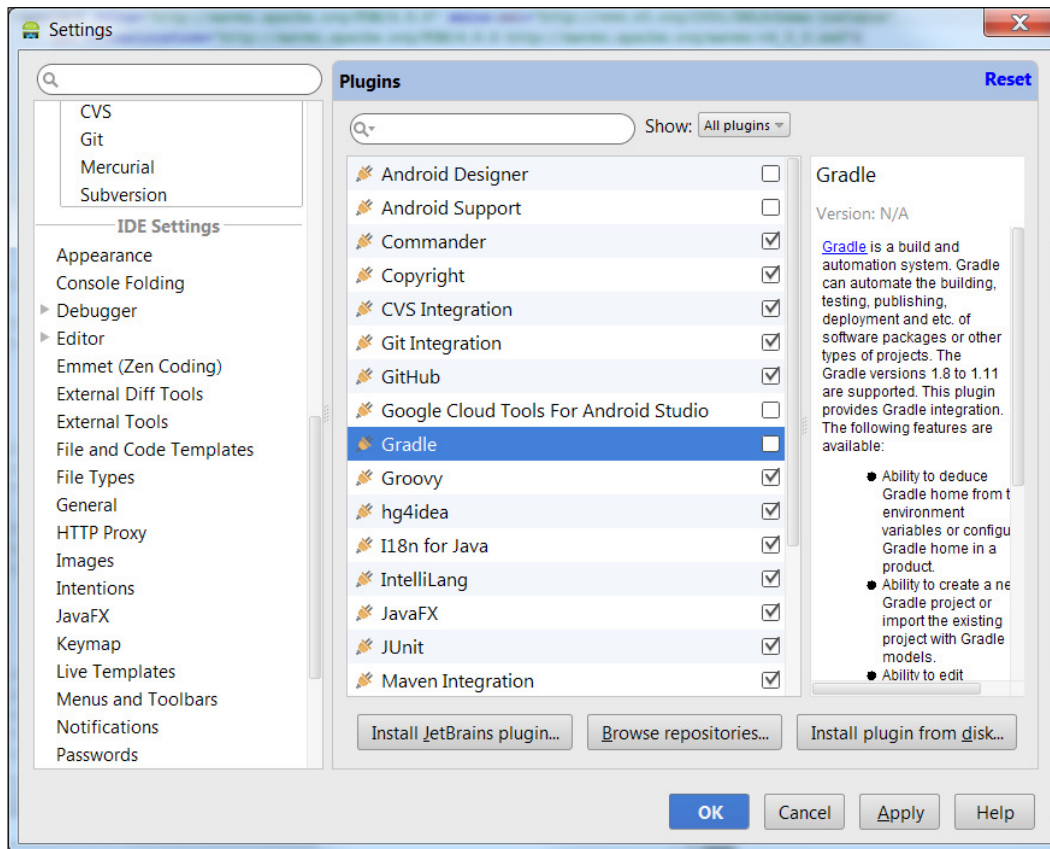 Settings
X
CVS
Git
Mercurial
Subversion
IDE Settings
Appearance
Console Folding
Debugger
Editor
Emmet (Zen Coding)
External Diff Tools
External Tools
File and Code Templates
File Types
General
HTTP Proxy
Images
Intentions
JavaFX
Keymap
Live Templates
Menus and Toolbars
Notifications
Passwords
Plugins
Reset
Show: All plugins
Android Designer
Android Support
Commander
Copyright
CVS Integration
Git Integration
GitHub
Google Cloud Tools For Android Studio
Gradle
Groovy
hg4idea
I18n for Java
IntelliLang
JavaFX
JUnit
Maven Integration
Gradle
Version: N/A
Gradle is a build and
automation system. Gradle
can automate the building,
testing, publishing,
deployment and etc. of
software packages or other
types of projects. The
Gradle versions 1.8 to 1.11
are supported. This plugin
provides Gradle integration.
The following features are
available:
Ability to deduce
Gradle home from t
environment
variables or configu
Gradle home in a
product.
Ability to create a ne
Gradle project or
import the existing
project with Gradle
models.
Ability to edit
Install JetBrains plugin...
Browse repositories...
Install plugin from disk...
OK
Cancel
Apply
Help